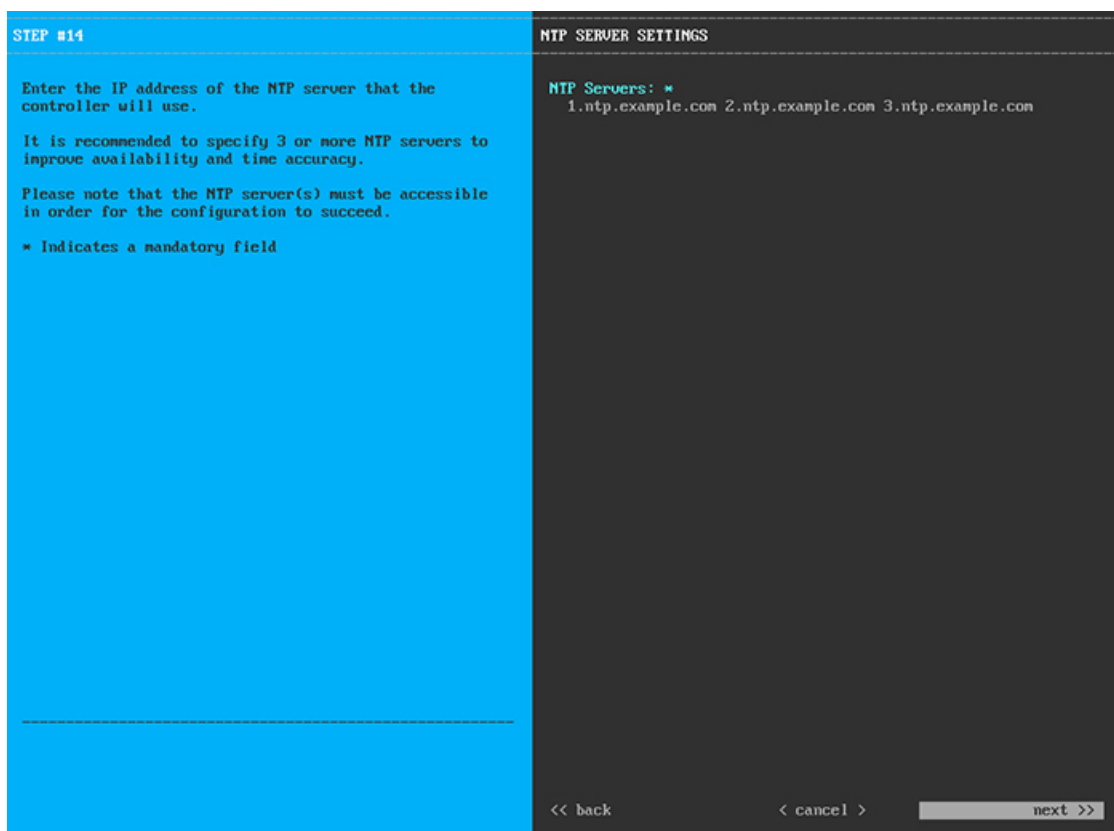 STEP #14
Enter the IP address of the NTP server that the
controller will use.
It is recommended to specify 3 or more NTP servers to
improve availability and time accuracy.
Please note that the NTP server(s) must be accessible
in order for the configuration to succeed.
* Indicates a mandatory field
NTP SERVER SETTINGS
NTP Servers: *
1.ntp.example.com 2.ntp.example.com 3.ntp.example.com
<< back < cancel > next >>